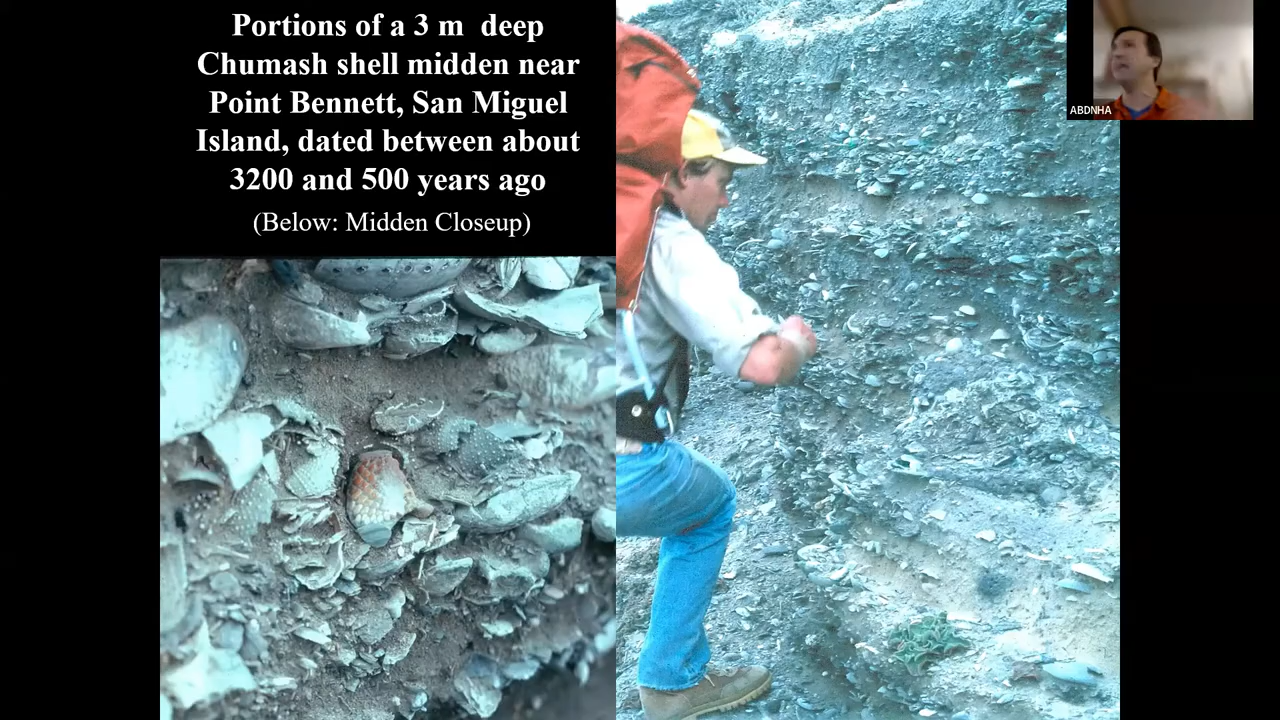 Portions of a 3 m deep
Chumash shell midden near
Point Bennett, San Miguel
Island, dated between about
3200 and 500 years ago
(Below: Midden Closeup)
ABDNHA